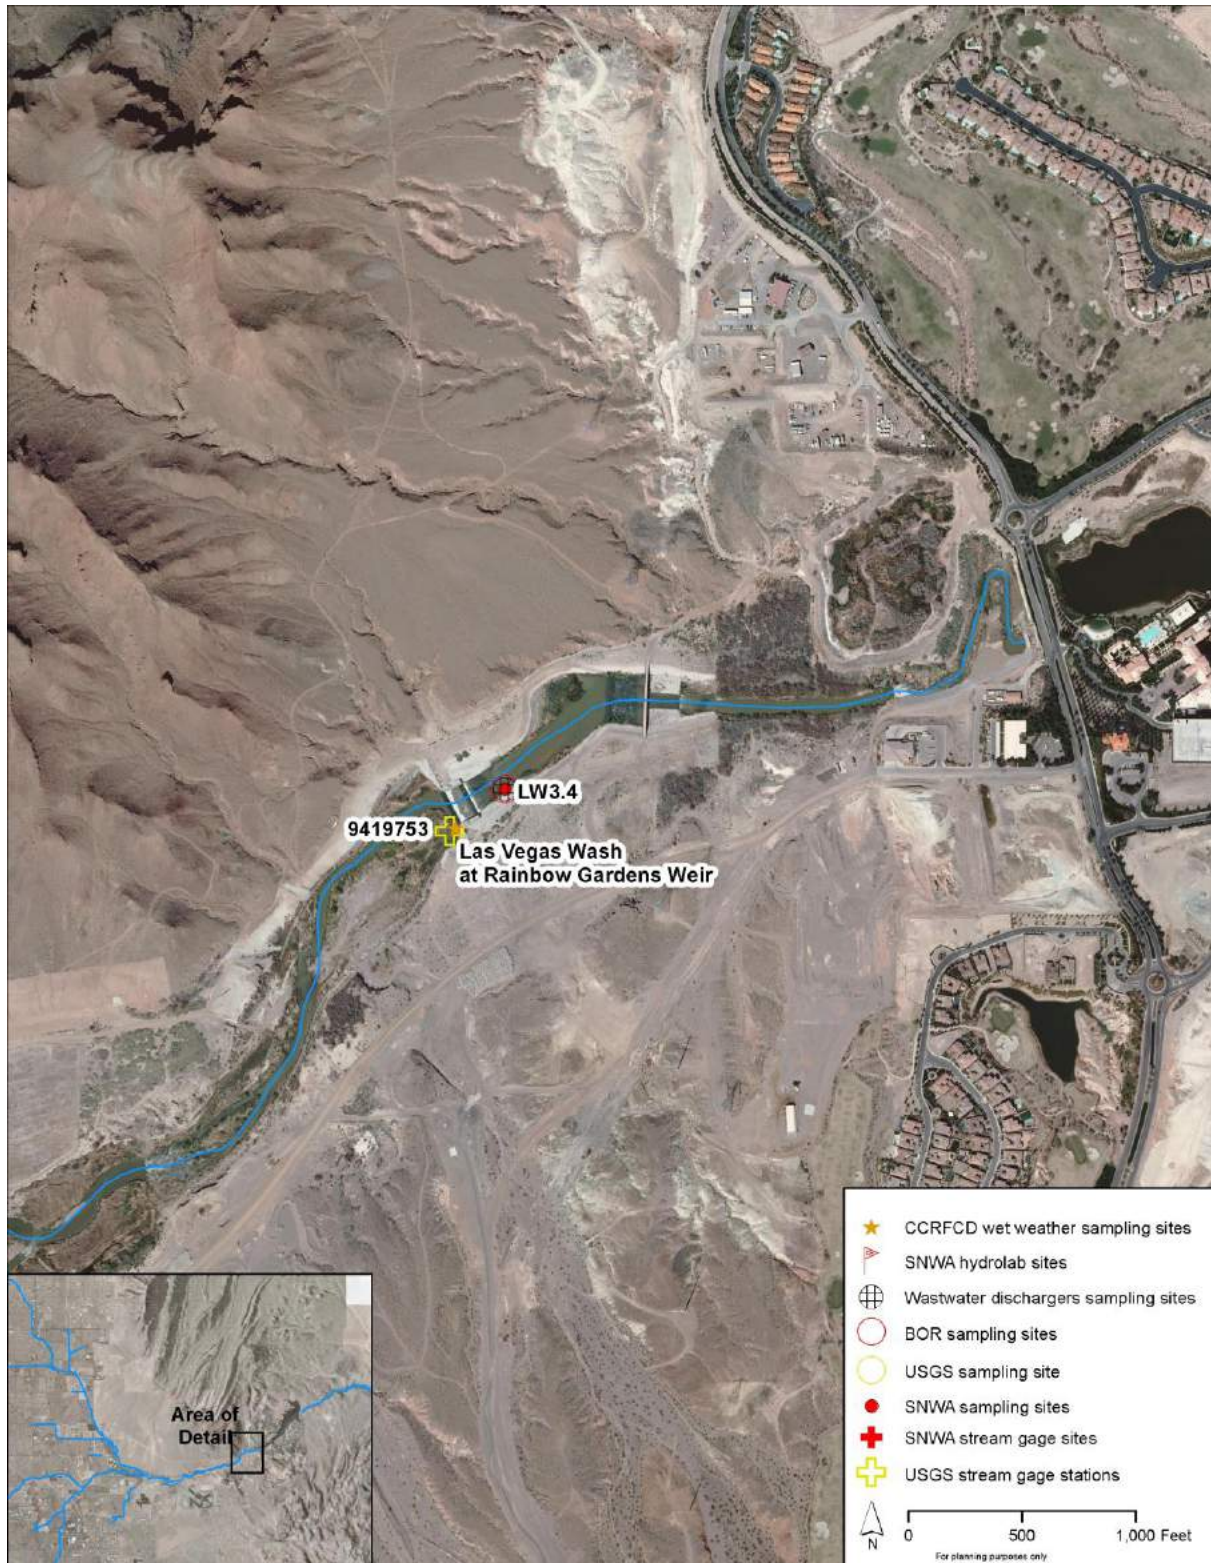 LW3.4
9419753
Las Vegas Wash
at Rainbow Gardens Weir
CCRFCD wet weather sampling sites
SNWA hydrolab sites
Wastwater dischargers sampling sites
BOR sampling sites
USGS sampling site
SNWA sampling sites
SNWA stream gage sites
USGS stream gage stations
Area of
Detail
N
0 500 1,000 Feet
For planning purposes only